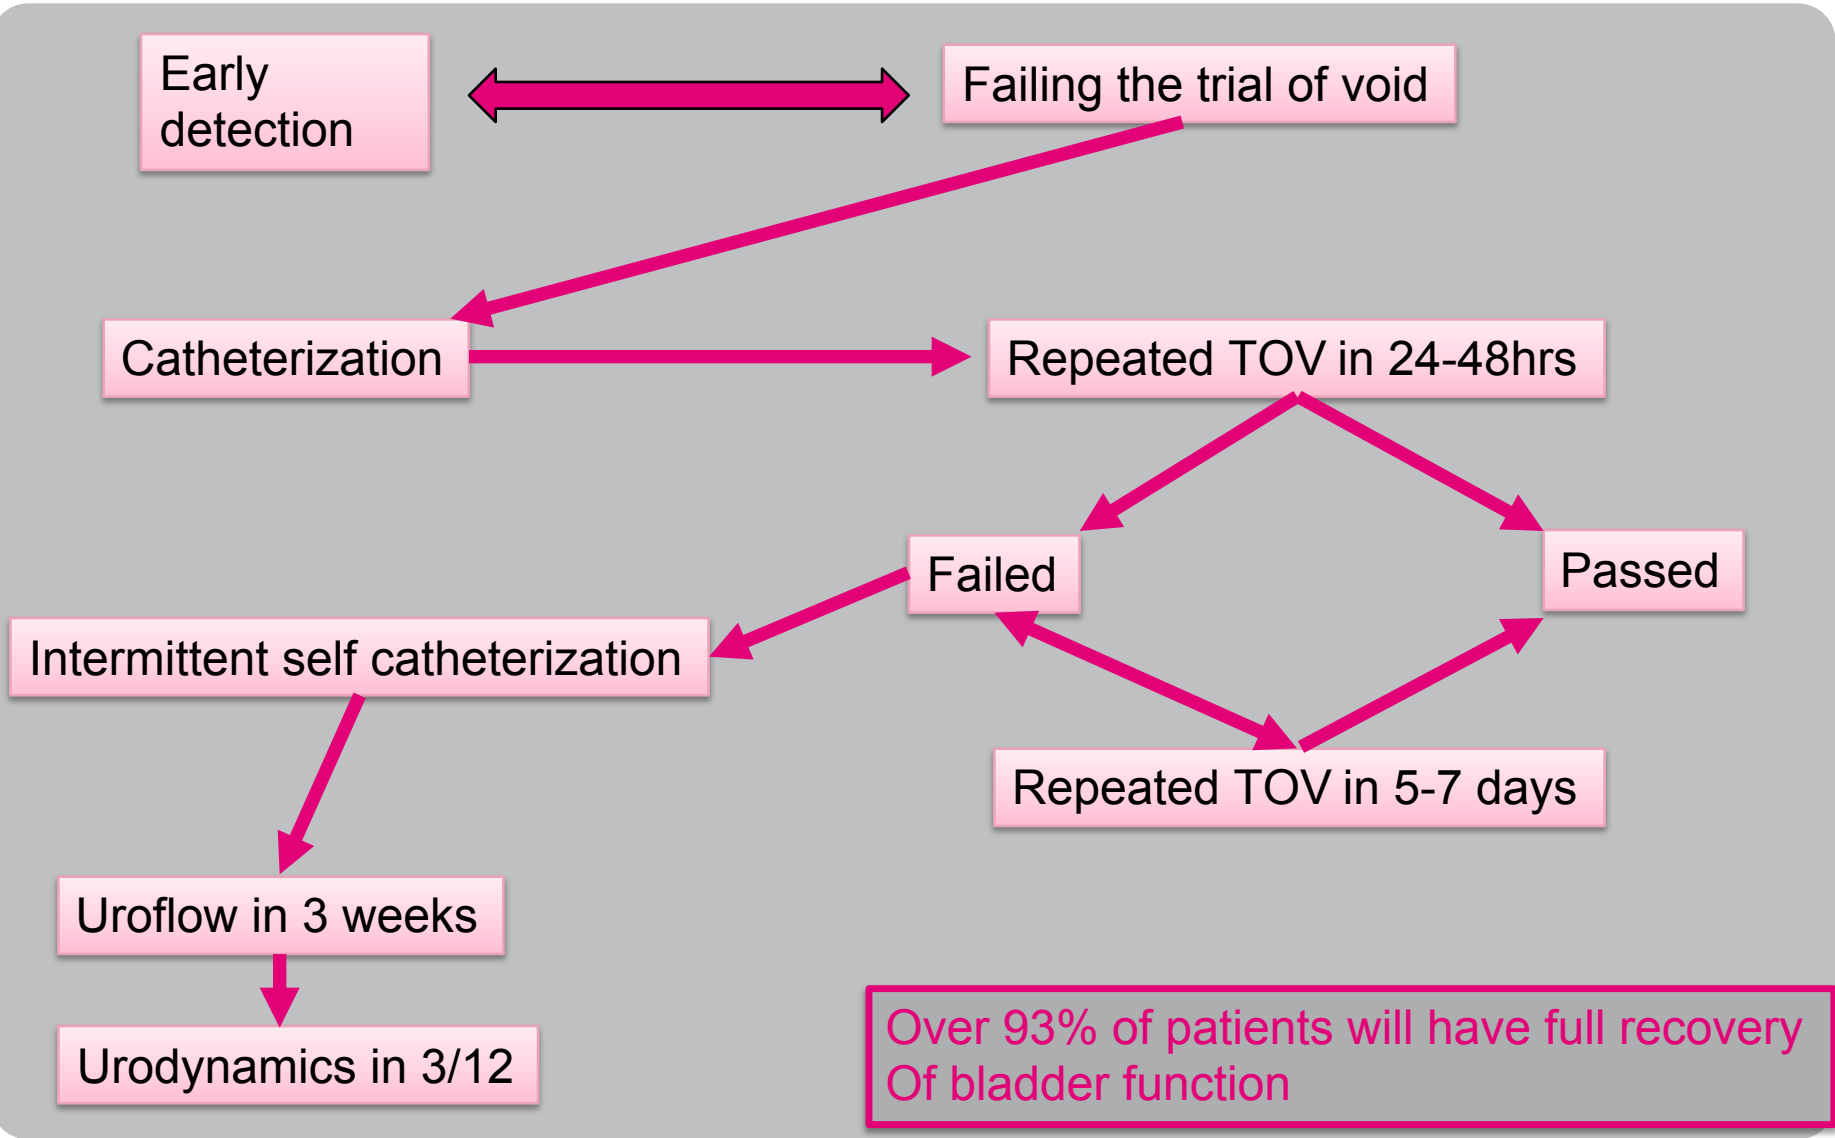 Early
detection
Failing the trial of void
Catheterization
Repeated TOV in 24-48hrs
Failed
Passed
Intermittent self catheterization
Repeated TOV in 5-7 days
Uroflow in 3 weeks
Urodynamics in 3/12
Over 93% of patients will have full recovery
Of bladder function